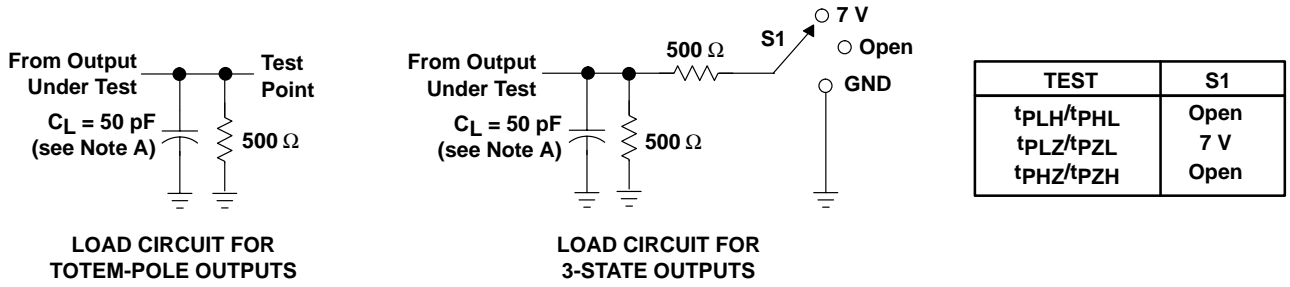 From Output
Under Test
Test
Point
CL = 50 pF
(see Note A)
500 Ω
LOAD CIRCUIT FOR
TOTEM-POLE OUTPUTS
From Output
Under Test
500 Ω
S1
7 V
Open
GND
CL = 50 pF
(see Note A)
500 Ω
LOAD CIRCUIT FOR
3-STATE OUTPUTS
TEST S1
tPLH/tPHL Open
tPLZ/tPZL 7 V
tPHZ/tPZH Open